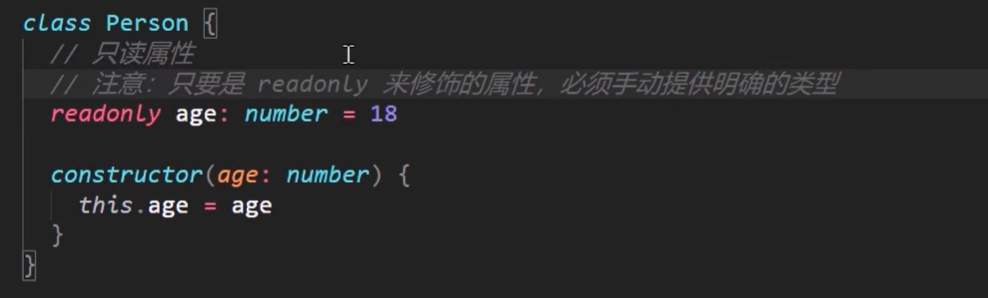 class Person {
// 只读属性
// 注意：只要是 readonly 来修饰的属性，必须手动提供明确的类型
readonly age: number = 18
constructor(age: number) {
this.age = age
}
}